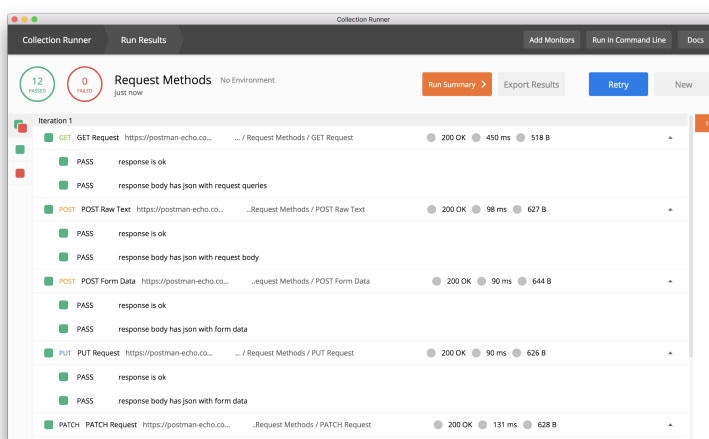 Collection Runner
Collection Runner Run Results Add Monitors Run In Command Line Docs
12 PASSED 0 FAILED Request Methods No Environment just now Run Summary Export Results Retry New
Iteration 1
1
GET GET Request https://postman-echo.co... ... / Request Methods / GET Request 200 OK 450 ms 518 B
PASS response is ok
PASS response body has json with request queries
POST POST Raw Text https://postman-echo.co... ..Request Methods / POST Raw Text 200 OK 98 ms 627 B
PASS response is ok
PASS response body has json with request body
POST POST Form Data https://postman-echo.co... ..equest Methods / POST Form Data 200 OK 90 ms 644 B
PASS response is ok
PASS response body has json with form data
PUT PUT Request https://postman-echo.co... ... / Request Methods / PUT Request 200 OK 90 ms 626 B
PASS response is ok
PASS response body has json with form data
PATCH PATCH Request https://postman-echo.co... ..Request Methods / PATCH Request 200 OK 131 ms 628 B